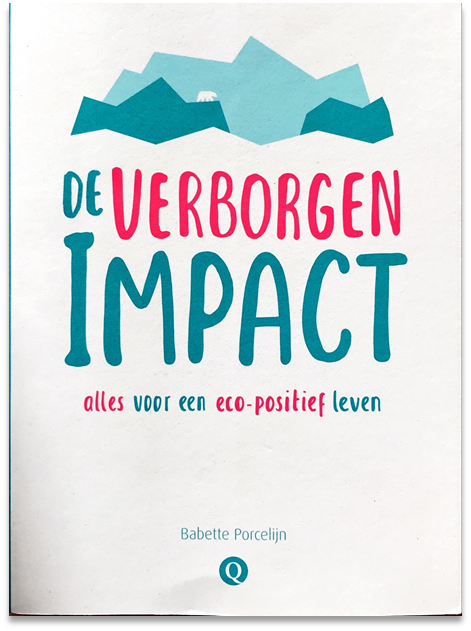 DE VERBORGEN
IMPACT
alles voor een eco-positief leven
Babette Porcelijn
Q